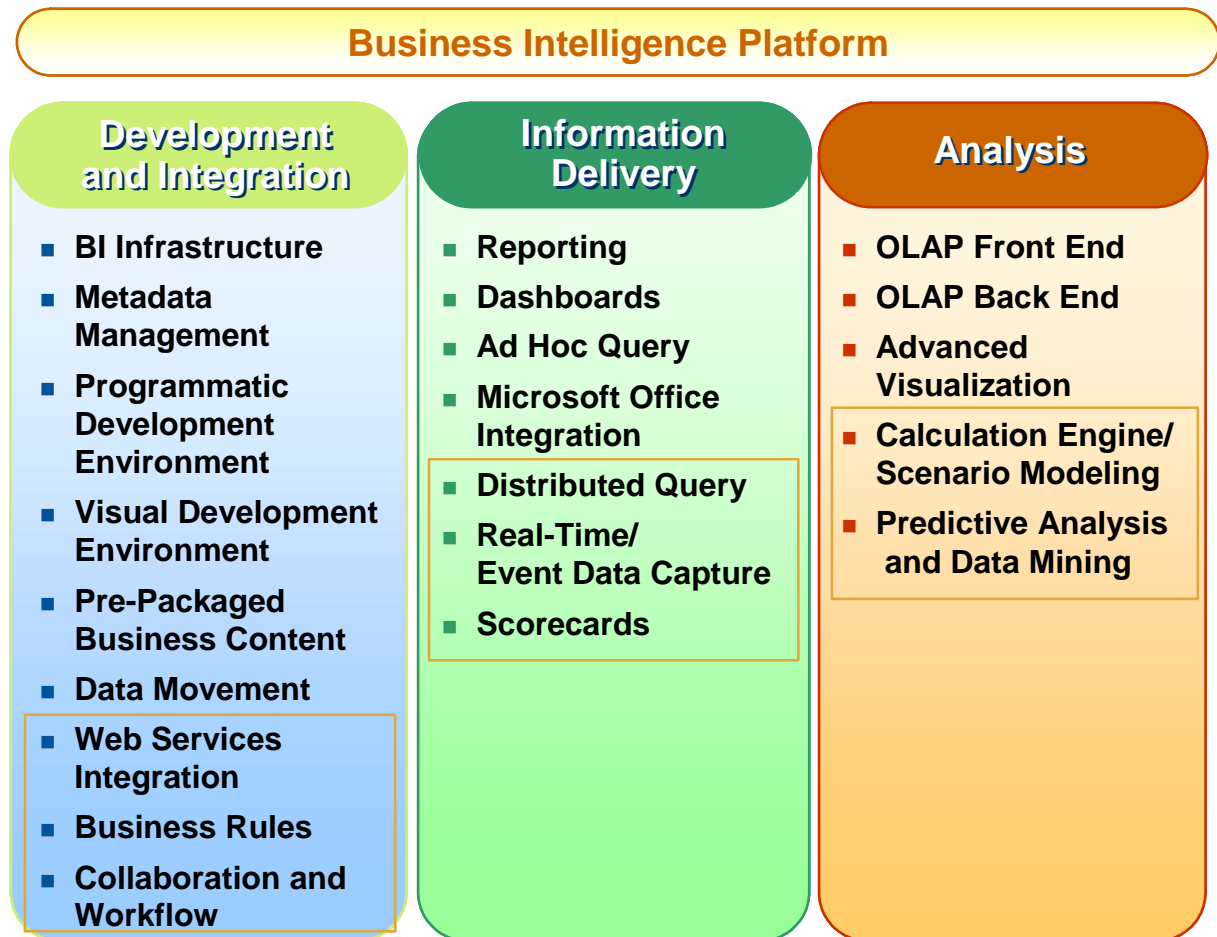 Business Intelligence Platform
Development
and Integration
BI Infrastructure
Metadata
Management
Programmatic
Development
Environment
Visual Development
Environment
Pre-Packaged
Business Content
Data Movement
Web Services
Integration
Business Rules
Collaboration and
Workflow
Information
Delivery
Reporting
Dashboards
Ad Hoc Query
Microsoft Office
Integration
Distributed Query
Real-Time/
Event Data Capture
Scorecards
Analysis
OLAP Front End
OLAP Back End
Advanced
Visualization
Calculation Engine/
Scenario Modeling
Predictive Analysis
and Data Mining